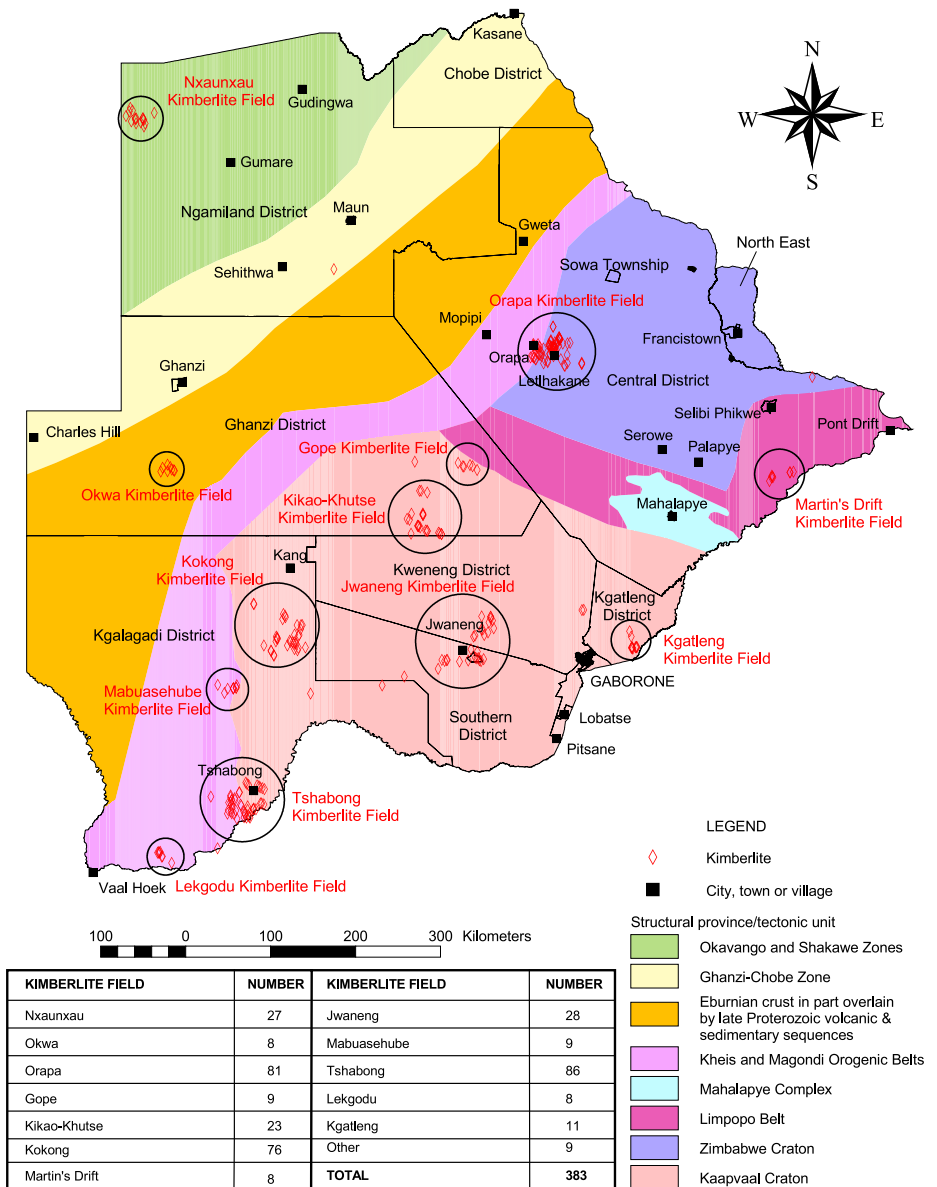 Kasane
Chobe District
N
W
E
S
Nxaunxau
Kimberlite Field
Gudingwa
Gumare
Ngamiland District
Maun
Sehithwa
Gweta
North East
Sowa Township
Orapa Kimberlite Field
Mopipi
Orapa
Letlhakane
Francistown
Central District
Ghanzi
Selibi Phikwe
Charles Hill
Ghanzi District
Pont Drift
Gope Kimberlite Field
Serowe
Palapye
Okwa Kimberlite Field
Kikao-Khutse
Kimberlite Field
Mahalapye
Martin's Drift
Kimberlite Field
Kokong
Kimberlite Field
Kang
Kweneng District
Jwaneng Kimberlite Field
Kgatleng
District
Kgalagadi District
Jwaneng
Kgatleng
Kimberlite Field
Mabuasehube
Kimberlite Field
GABORONE
Southern
District
Lobatse
Pitsane
Tshabong
Tshabong
Kimberlite Field
Vaal Hoek
Lekgodu Kimberlite Field
LEGEND
Kimberlite
City, town or village
Structural province/tectonic unit
Okavango and Shakawe Zones
Ghanzi-Chobe Zone
Eburnian crust in part overlain
by late Proterozoic volcanic &
sedimentary sequences
Kheis and Magondi Orogenic Belts
Mahalapye Complex
Limpopo Belt
Zimbabwe Craton
Kaapvaal Craton
100 0 100 200 300 Kilometers
KIMBERLITE FIELD NUMBER KIMBERLITE FIELD NUMBER
Nxaunxau 27 Jwaneng 28
Okwa 8 Mabuasehube 9
Orapa 81 Tshabong 86
Gope 9 Lekgodu 8
Kikao-Khutse 23 Kgatleng 11
Kokong 76 Other 9
Martin's Drift 8 TOTAL 383